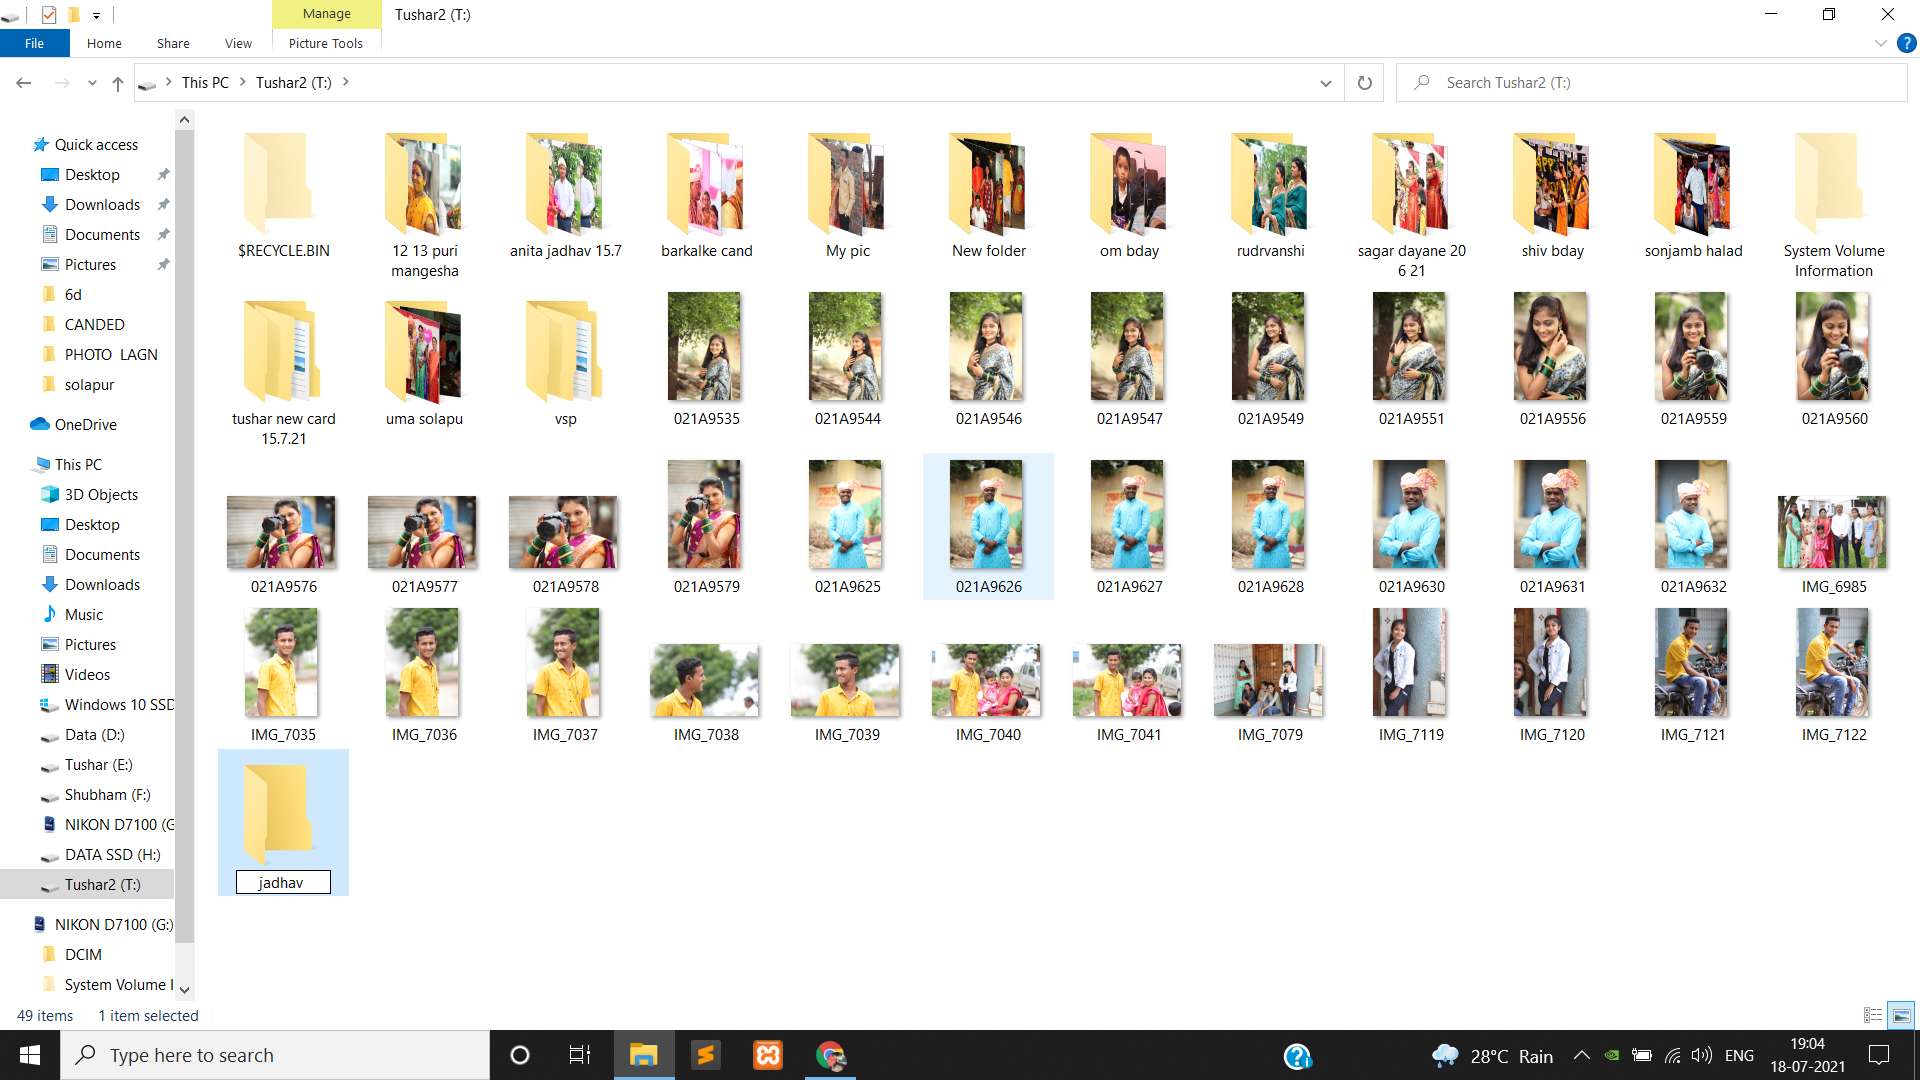 Manage
Tushar2 (T:)
File
Home
Share
View
Picture Tools
This PC
Tushar2 (T:)
Search Tushar2 (T:)
Quick access
Desktop
Downloads
Documents
Pictures
6d
CANDED
PHOTO LAGN
solapur
OneDrive
This PC
3D Objects
Desktop
Documents
Downloads
Music
Pictures
Videos
Windows 10 SSD
Data (D:)
Tushar (E:)
Shubham (F:)
NIKON D7100 (G
DATA SSD (H:)
Tushar2 (T:)
NIKON D7100 (G:)
DCIM
System Volume I
$RECYCLE.BIN
12 13 puri
mangesha
anita jadhav 15.7
barkalke cand
My pic
New folder
om bday
rudrvanshi
sagar dayane 20
6 21
shiv bday
sonjamb halad
System Volume
Information
tushar new card
15.7.21
uma solapu
vsp
021A9535
021A9544
021A9546
021A9547
021A9549
021A9551
021A9556
021A9559
021A9560
021A9576
021A9577
021A9578
021A9579
021A9625
021A9626
021A9627
021A9628
021A9630
021A9631
021A9632
IMG_6985
IMG_7035
IMG_7036
IMG_7037
IMG_7038
IMG_7039
IMG_7040
IMG_7041
IMG_7079
IMG_7119
IMG_7120
IMG_7121
IMG_7122
jadhav
49 items
1 item selected
Type here to search
28°C Rain
ENG
19:04
18-07-2021